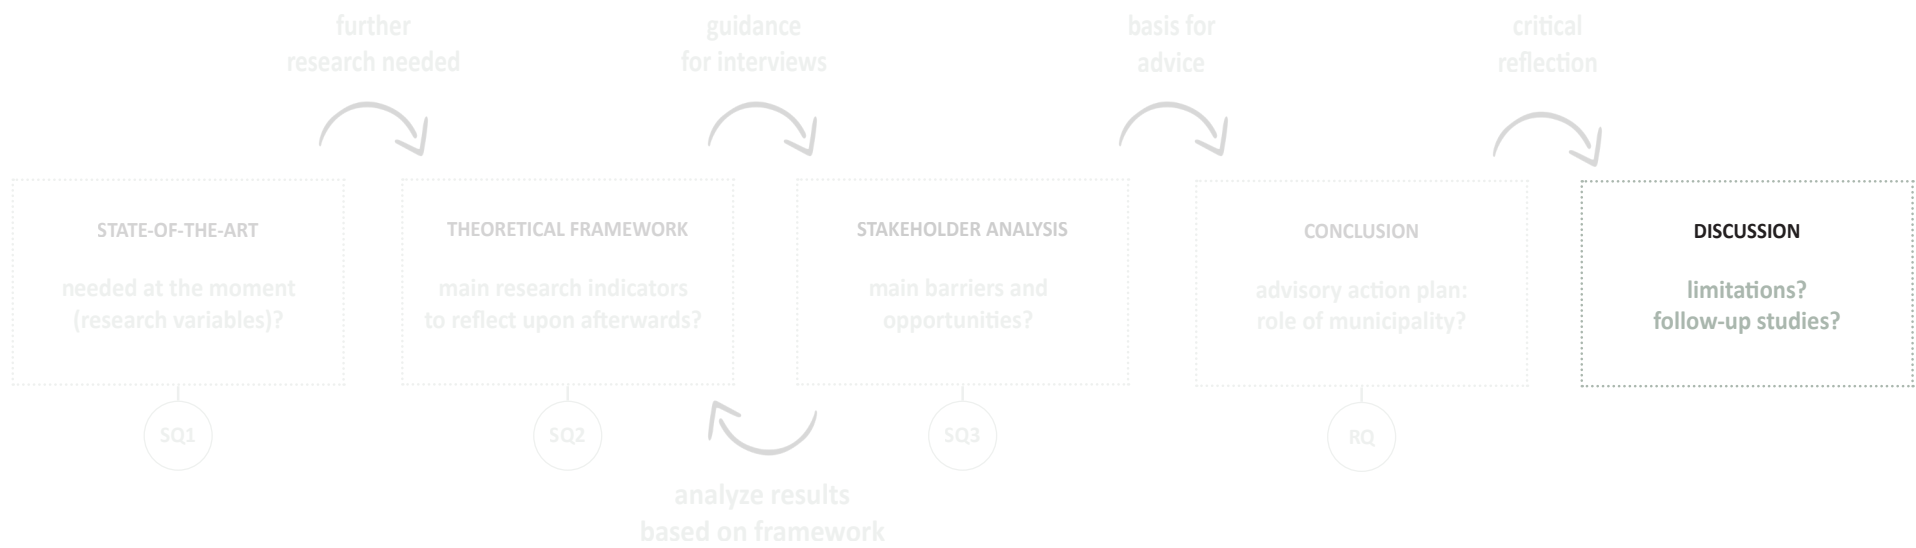 further
research needed
guidance
for interviews
basis for
advice
critical
reflection
STATE-OF-THE-ART
needed at the moment
(research variables)?
SQ1
THEORETICAL FRAMEWORK
main research indicators
to reflect upon afterwards?
SQ2
STAKEHOLDER ANALYSIS
main barriers and
opportunities?
SQ3
CONCLUSION
advisory action plan:
role of municipality?
RQ
DISCUSSION
limitations?
follow-up studies?
analyze results
based on framework